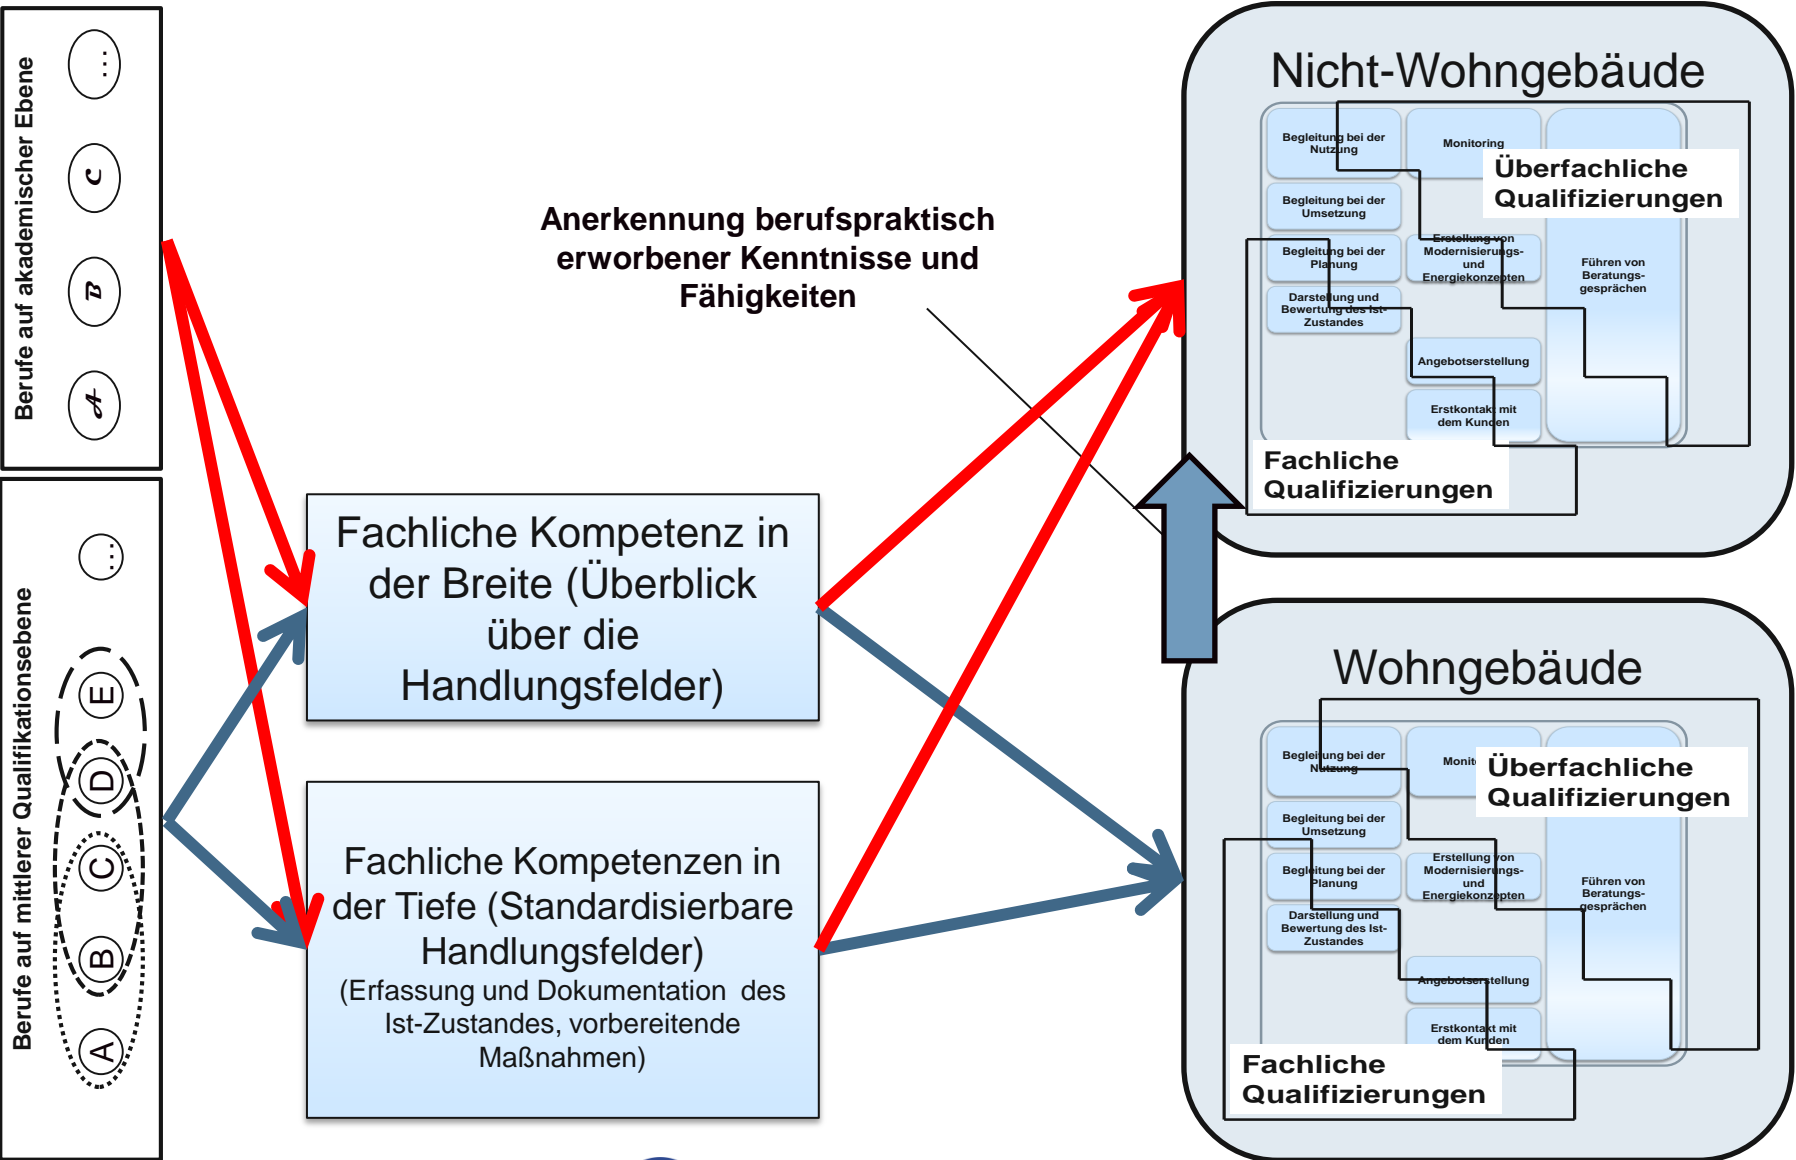 Berufe auf akademischer Ebene
A
B
C
...
Berufe auf mittlerer Qualifikationsebene
A
B
C
D
E
...
Anerkennung berufspraktisch
erworbener Kenntnisse und
Fähigkeiten
Fachliche Kompetenz in
der Breite (Überblick
über die
Handlungsfelder)
Fachliche Kompetenzen in
der Tiefe (Standardisierbare
Handlungsfelder)
(Erfassung und Dokumentation des
Ist-Zustandes, vorbereitende
Maßnahmen)
Nicht-Wohngebäude
Begleitung bei der
Nutzung
Monitoring
Überfachliche
Qualifizierungen
Begleitung bei der
Umsetzung
Begleitung bei der
Planung
Erstellung von
Modernisierungs-
und
Energiekonzepten
Führen von
Beratungs-
gesprächen
Darstellung und
Bewertung des Ist-
Zustandes
Angebotserstellung
Erstkontakt mit
dem Kunden
Fachliche
Qualifizierungen
Wohngebäude
Begleitung bei der
Nutzung
Überfachliche
Qualifizierungen
Begleitung bei der
Umsetzung
Begleitung bei der
Planung
Erstellung von
Modernisierungs-
und
Energiekonzepten
Führen von
Beratungs-
gesprächen
Darstellung und
Bewertung des Ist-
Zustandes
Angebotserstellung
Erstkontakt mit
dem Kunden
Fachliche
Qualifizierungen